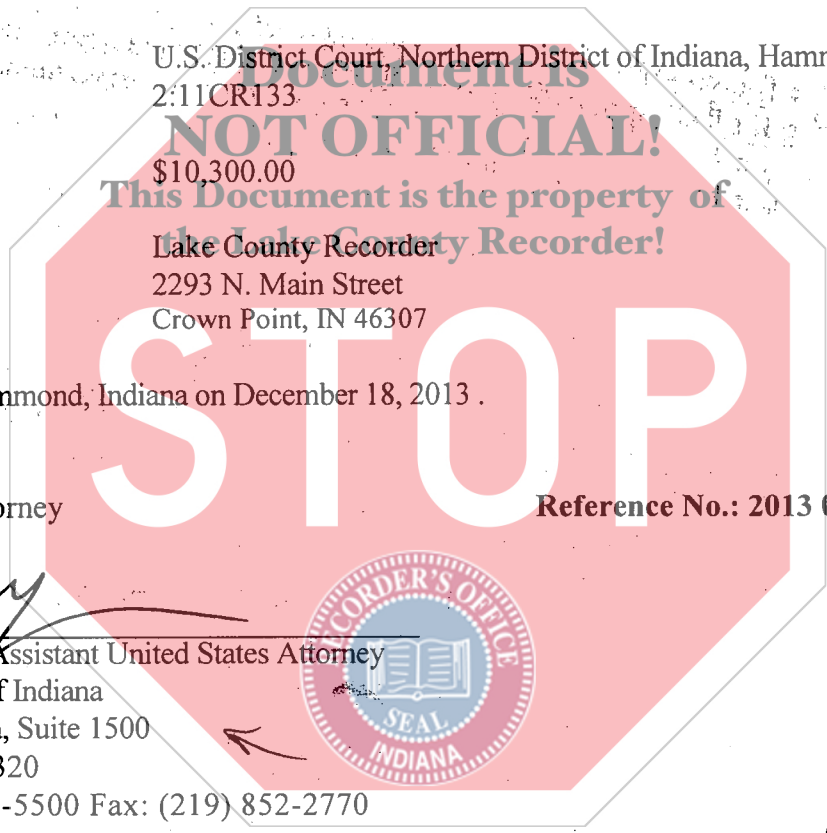 U.S. District Court, Northern District of Indiana, Hamm
Document is
2:11CR133
NOT OFFICIAL!
$10,300.00
This Document is the property of
the Lake County Recorder!
Lake County Recorder
2293 N. Main Street
Crown Point, IN 46307
STOP
mmond, Indiana on December 18, 2013 .
orney
Reference No.: 2013
RECORDER'S OFFICE
SEAL
INDIANA
Assistant United States Attorney
f Indiana
, Suite 1500
320
-5500 Fax: (219) 852-2770